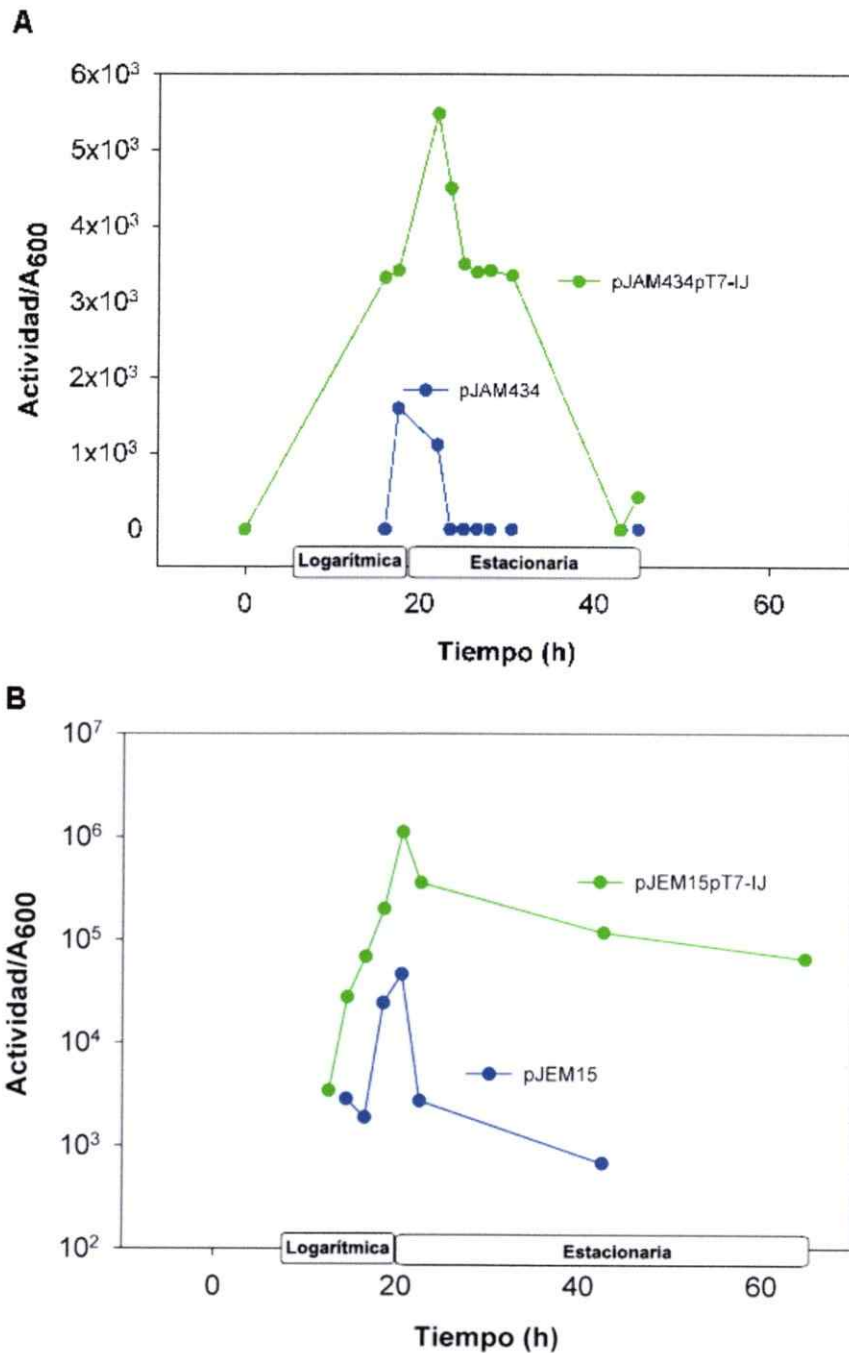 A
6x10³
5x10³
4x10³
3x10³
2x10³
1x10³
0
Actividad/A600
pJAM434pT7-IJ
pJAM434
Logarítmica
Estacionaria
0
20
40
60
Tiempo (h)
B
10⁷
10⁶
10⁵
10⁴
10³
10²
Actividad/A600
pJEM15pT7-IJ
pJEM15
Logarítmica
Estacionaria
0
20
40
60
Tiempo (h)